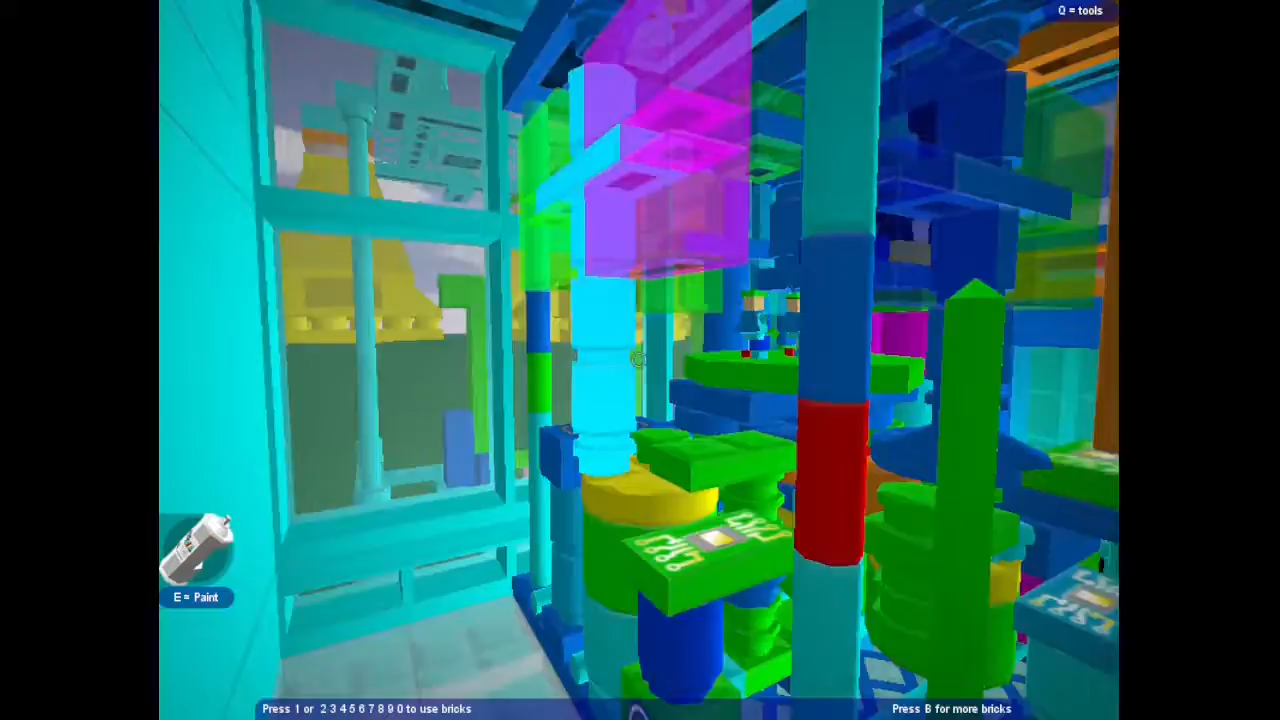 Q = tools
E = Paint
Press 1 or 2 3 4 5 6 7 8 9 0 to use bricks
Press B for more bricks